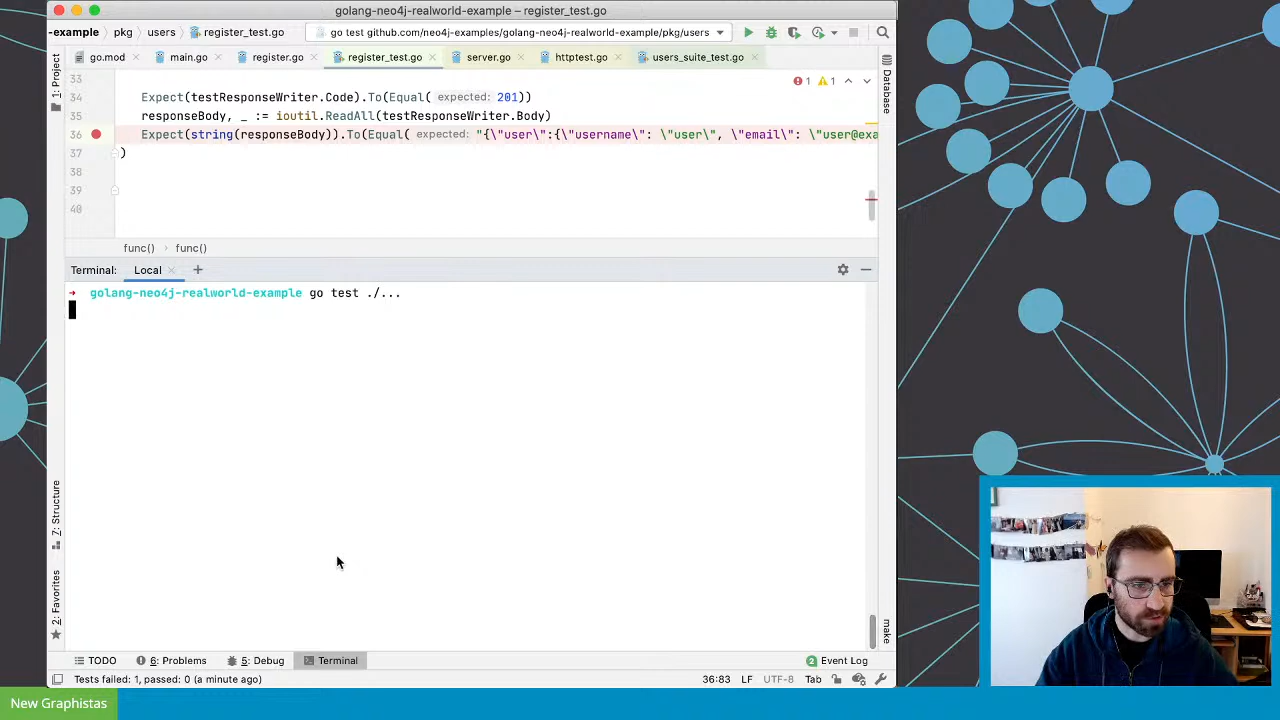 golang-neo4j-realworld-example – register_test.go
-example
pkg
users
register_test.go
go test github.com/neo4j-examples/golang-neo4j-realworld-example/pkg/users
1: Project
go.mod
main.go
register.go
register_test.go
server.go
httptest.go
users_suite_test.go
Database
33
1
1
34 Expect(testResponseWriter.Code).To(Equal( expected: 201))
35 responseBody, _ := ioutil.ReadAll(testResponseWriter.Body)
36 Expect(string(responseBody)).To(Equal( expected: "{\"user\":{\"username\": \"user\", \"email\": \"user@exa
37 )
38
39
40
func() › func()
Terminal: Local +
→ golang-neo4j-realworld-example go test ./...
7: Structure
2: Favorites
make
TODO
6: Problems
5: Debug
Terminal
2 Event Log
Tests failed: 1, passed: 0 (a minute ago)
36:83 LF UTF-8 Tab
New Graphistas